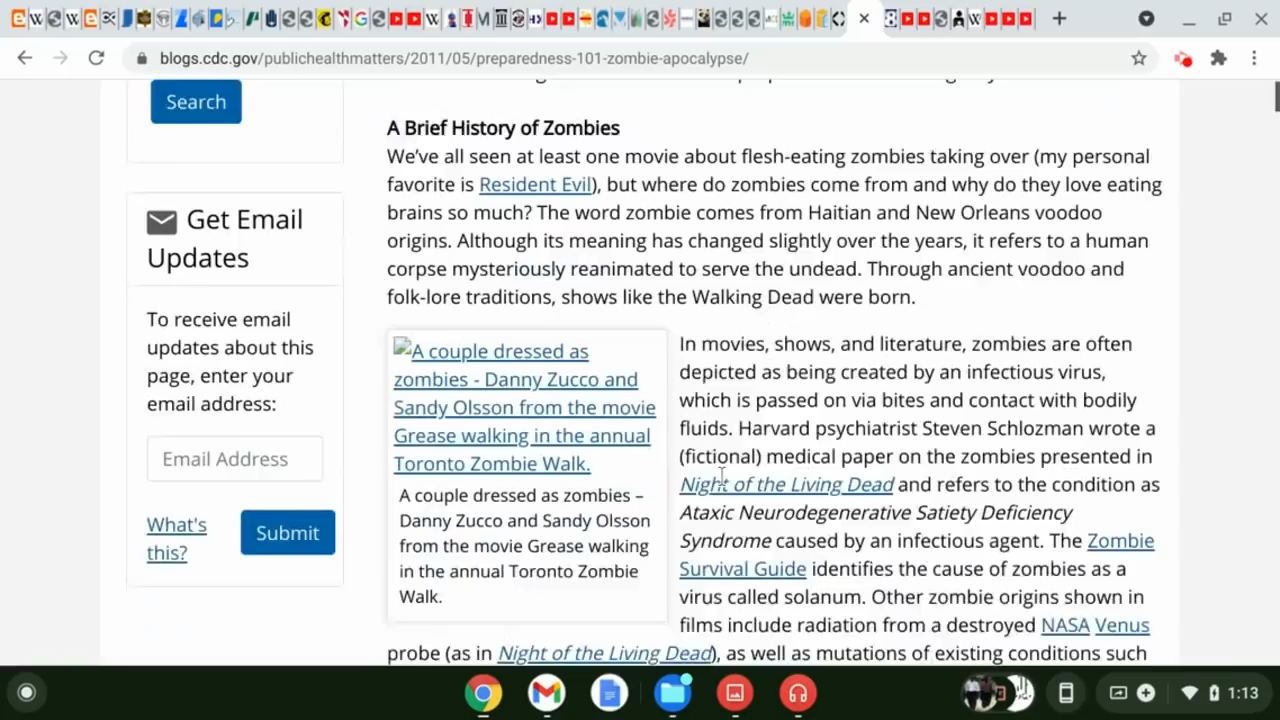 blogs.cdc.gov/publichealthmatters/2011/05/preparedness-101-zombie-apocalypse/
Search
Get Email
Updates
To receive email
updates about this
page, enter your
email address:
Email Address
What's
this?
Submit
A Brief History of Zombies
We've all seen at least one movie about flesh-eating zombies taking over (my personal
favorite is Resident Evil), but where do zombies come from and why do they love eating
brains so much? The word zombie comes from Haitian and New Orleans voodoo
origins. Although its meaning has changed slightly over the years, it refers to a human
corpse mysteriously reanimated to serve the undead. Through ancient voodoo and
folk-lore traditions, shows like the Walking Dead were born.
A couple dressed as
zombies - Danny Zucco and
Sandy Olsson from the movie
Grease walking in the annual
Toronto Zombie Walk.
A couple dressed as zombies –
Danny Zucco and Sandy Olsson
from the movie Grease walking
in the annual Toronto Zombie
Walk.
In movies, shows, and literature, zombies are often
depicted as being created by an infectious virus,
which is passed on via bites and contact with bodily
fluids. Harvard psychiatrist Steven Schlozman wrote a
(fictional) medical paper on the zombies presented in
Night of the Living Dead and refers to the condition as
Ataxic Neurodegenerative Satiety Deficiency
Syndrome caused by an infectious agent. The Zombie
Survival Guide identifies the cause of zombies as a
virus called solanum. Other zombie origins shown in
films include radiation from a destroyed NASA Venus
probe (as in Night of the Living Dead), as well as mutations of existing conditions such
1:13